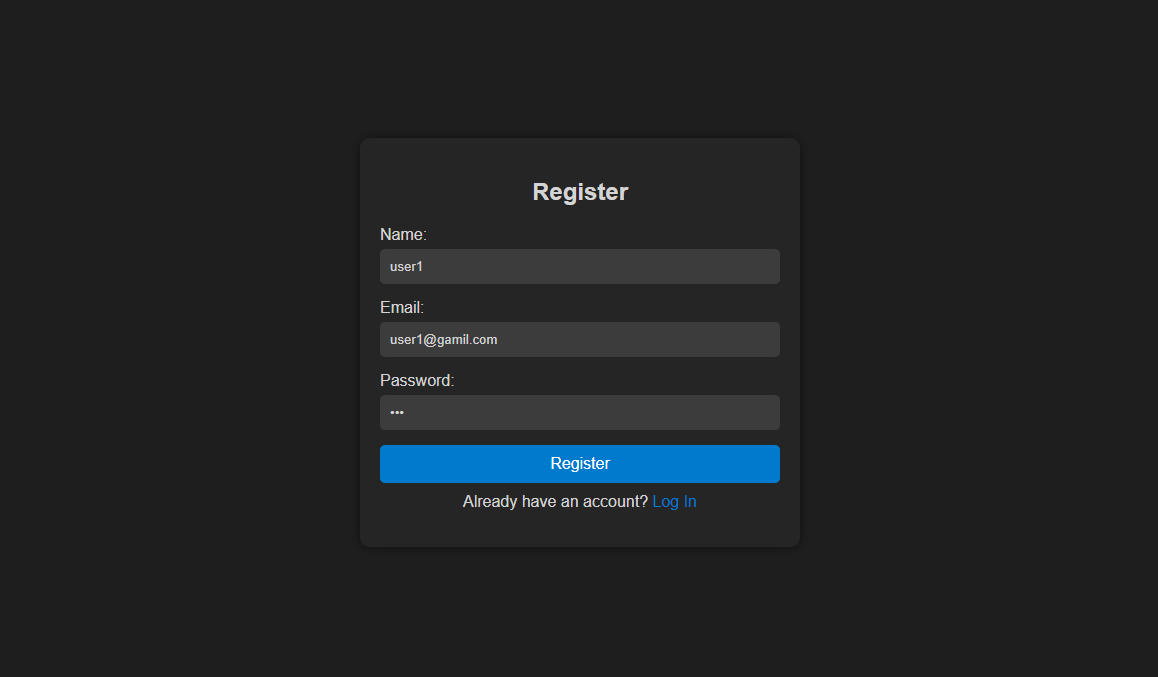 Register
Name:
user1
Email:
user1@gamil.com
Password:
•••
Register
Already have an account? Log In